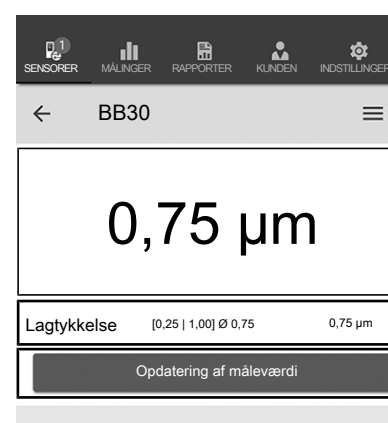 1
SENSORER MÅLINGER RAPPORTER KUNDEN INDSTILLINGER
BB30
0,75 µm
Lagtykkelse [0,25 | 1,00] Ø 0,75 0,75 µm
Opdatering af måleværdi